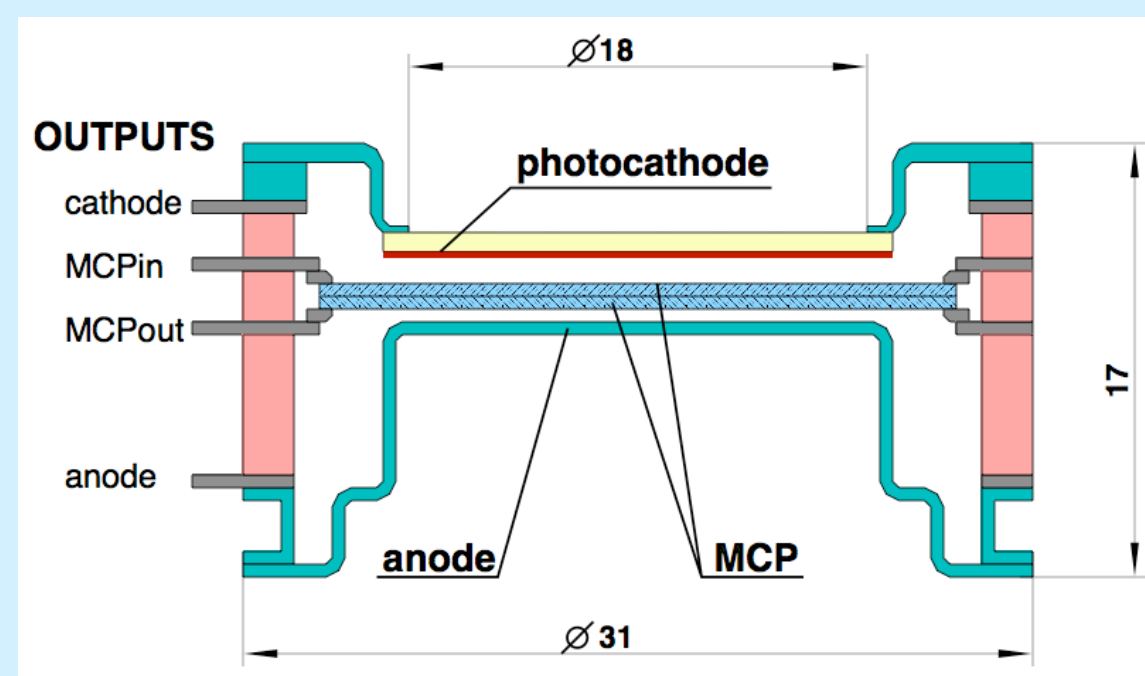 ⌀18
OUTPUTS
photocathode
cathode
MCPin
MCPout
17
anode
anode
MCP
⌀ 31